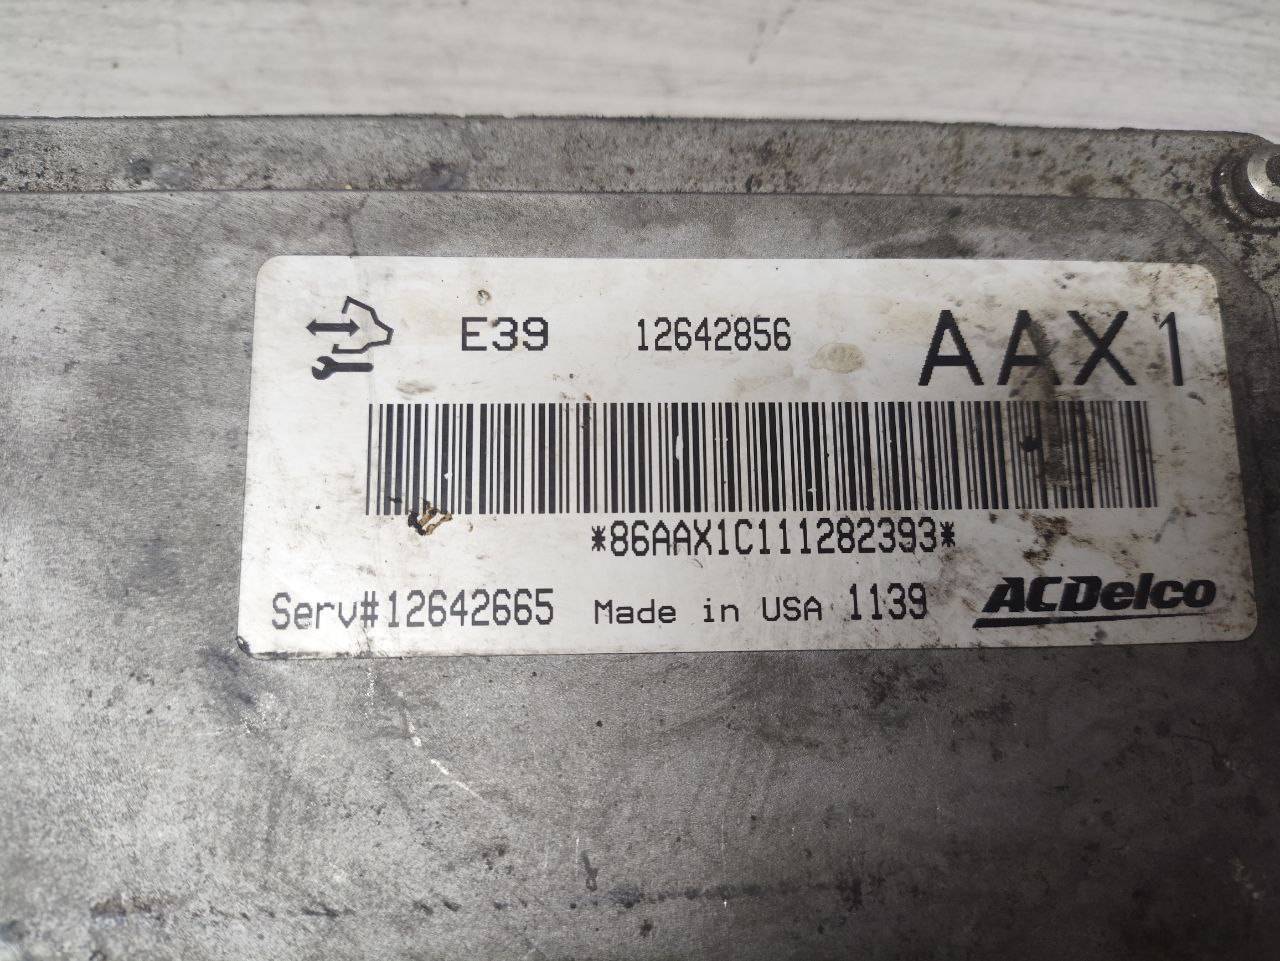 E39 12642856 AAX1
*86AAX1C111282393*
Serv#12642665 Made in USA 1139 ACDelco